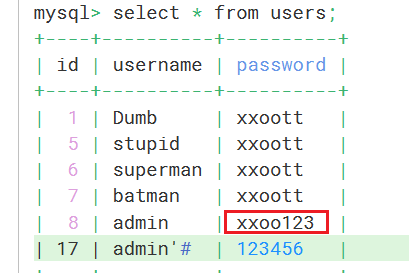 mysql> select * from users;
+----+----------+----------+
| id | username | password |
+----+----------+----------+
| 1 | Dumb | xxoott |
| 5 | stupid | xxoott |
| 6 | superman | xxoott |
| 7 | batman | xxoott |
| 8 | admin | xxoo123 |
| 17 | admin'# | 123456 |